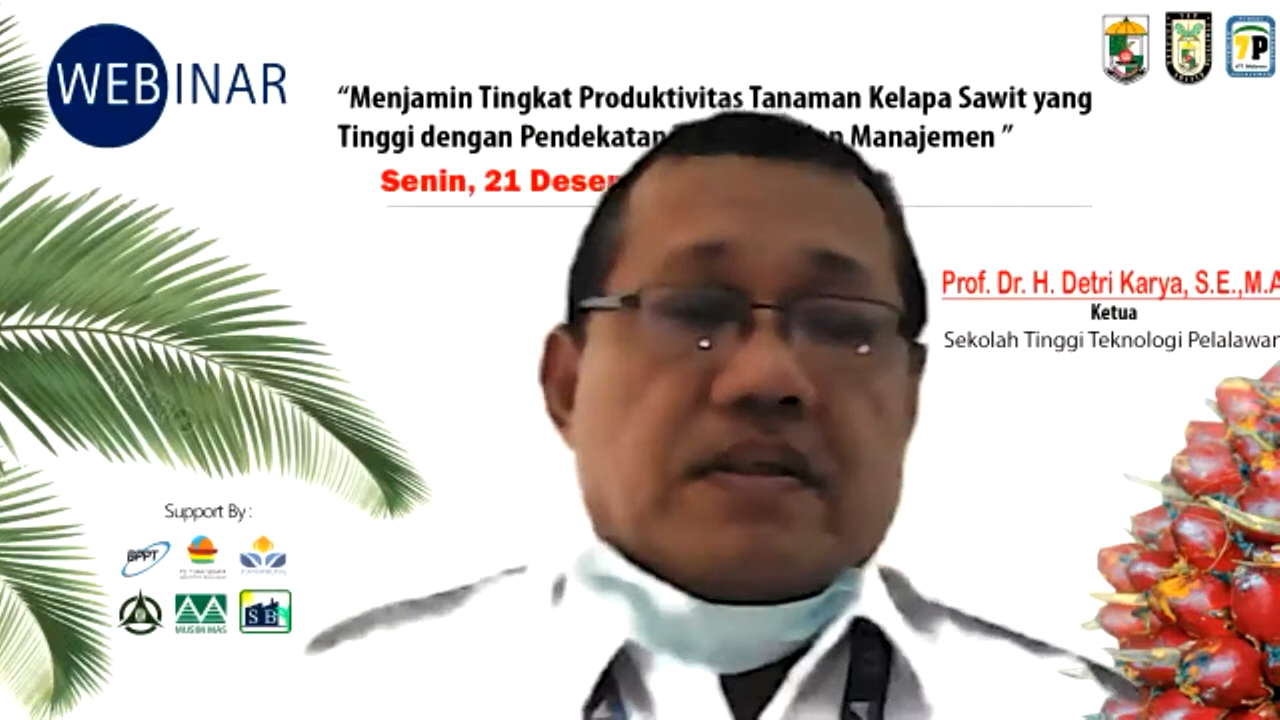 WEBINAR
“Menjamin Tingkat Produktivitas Tanaman Kelapa Sawit yang
Tinggi dengan Pendekatan Manajemen ”
Senin, 21
Prof. Dr. H. Detri Karya, S.E.,M.A
Ketua
Sekolah Tinggi Teknologi Pelalawan
Support By :
BPPT
MUSIM MAS
S B
7P